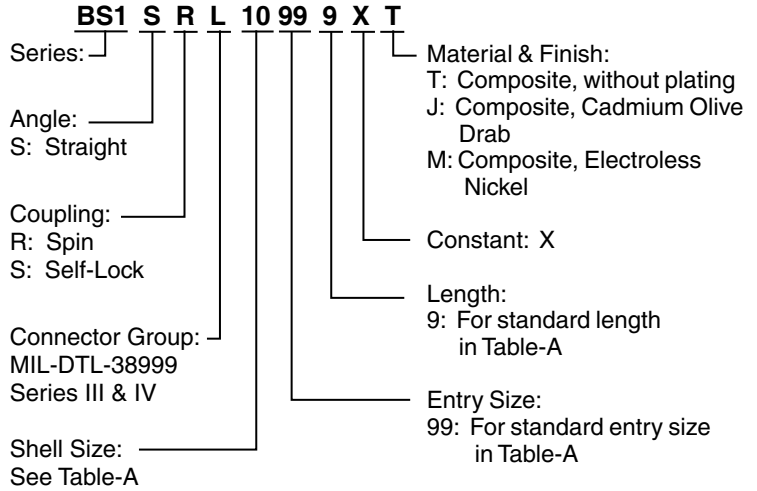 BS1 S R L 10 99 9 X T
Series:
Angle:
S: Straight
Coupling:
R: Spin
S: Self-Lock
Connector Group:
MIL-DTL-38999
Series III & IV
Shell Size:
See Table-A
Material & Finish:
T: Composite, without plating
J: Composite, Cadmium Olive
Drab
M: Composite, Electroless
Nickel
Constant: X
Length:
9: For standard length
in Table-A
Entry Size:
99: For standard entry size
in Table-A